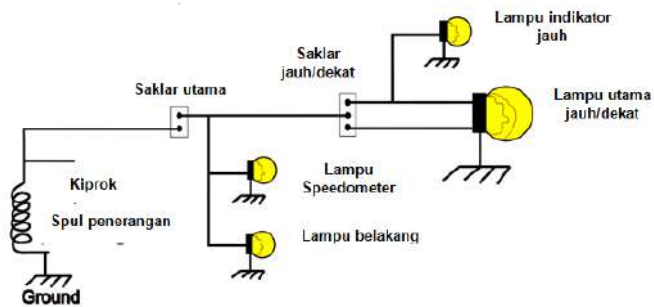 Lampu indikator
jauh
Saklar
jauh/dekat
Saklar utama
Lampu utama
jauh/dekat
Kiprok
Lampu
Speedometer
Spul penerangan
Lampu belakang
Ground